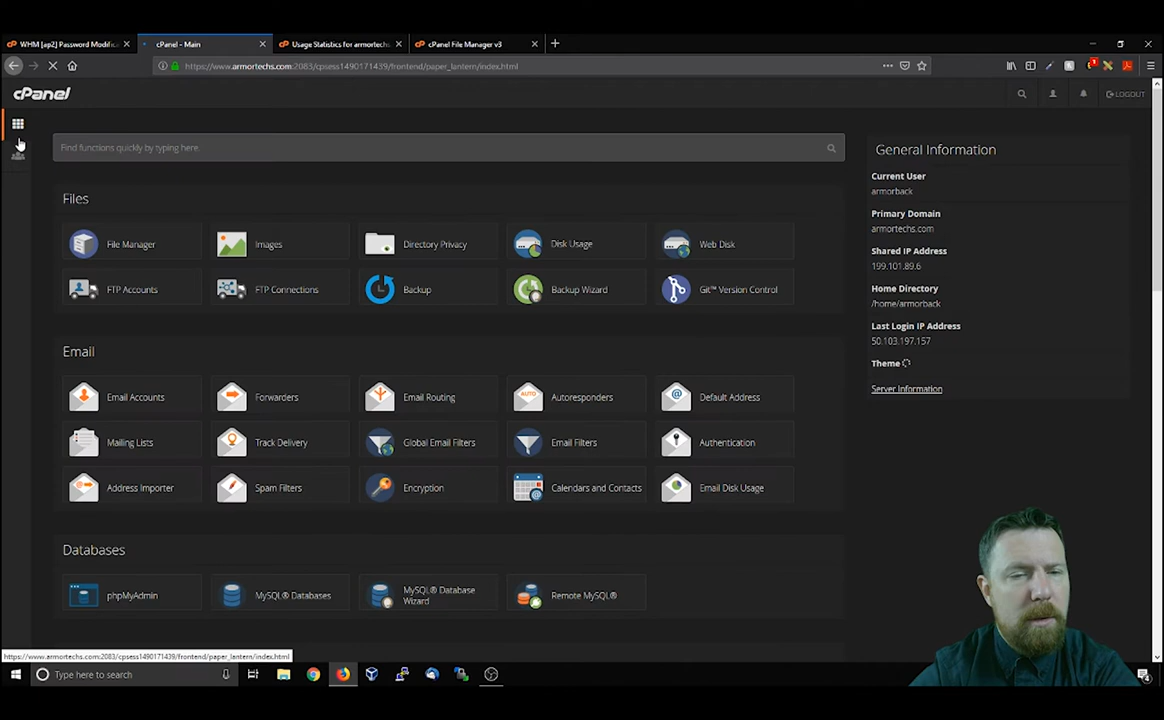 WHM [ap2] Password Modific
cPanel - Main
Usage Statistics for armortechs.
cPanel File Manager v3
https://www.armortechs.com:2083/cpsess1490171439/frontend/paper_lantern/index.html
1
cPanel
LOGOUT
Find functions quickly by typing here.
Files
File Manager
Images
Directory Privacy
Disk Usage
Web Disk
FTP Accounts
FTP Connections
Backup
Backup Wizard
Git™ Version Control
Email
Email Accounts
Forwarders
Email Routing
AUTO
Autoresponders
Default Address
Mailing Lists
Track Delivery
Global Email Filters
Email Filters
Authentication
Address Importer
Spam Filters
Encryption
Calendars and Contacts
Email Disk Usage
Databases
phpMyAdmin
MySQL® Databases
MySQL® Database
Wizard
Remote MySQL®
General Information
Current User
armorback
Primary Domain
armortechs.com
Shared IP Address
199.101.89.6
Home Directory
/home/armorback
Last Login IP Address
50.103.197.157
Theme
Server Information
https://www.armortechs.com:2083/cpsess1490171439/frontend/paper_lantern/index.html
Type here to search
4